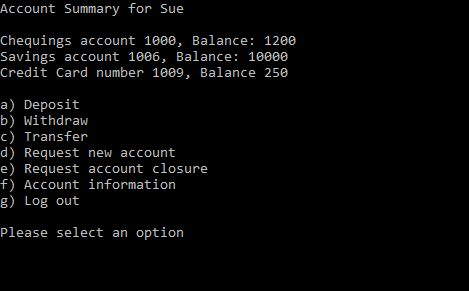 Account Summary for Sue
Chequings account 1000, Balance: 1200
Savings account 1006, Balance: 10000
Credit Card number 1009, Balance 250
a) Deposit
b) Withdraw
c) Transfer
d) Request new account
e) Request account closure
f) Account information
g) Log out
Please select an option